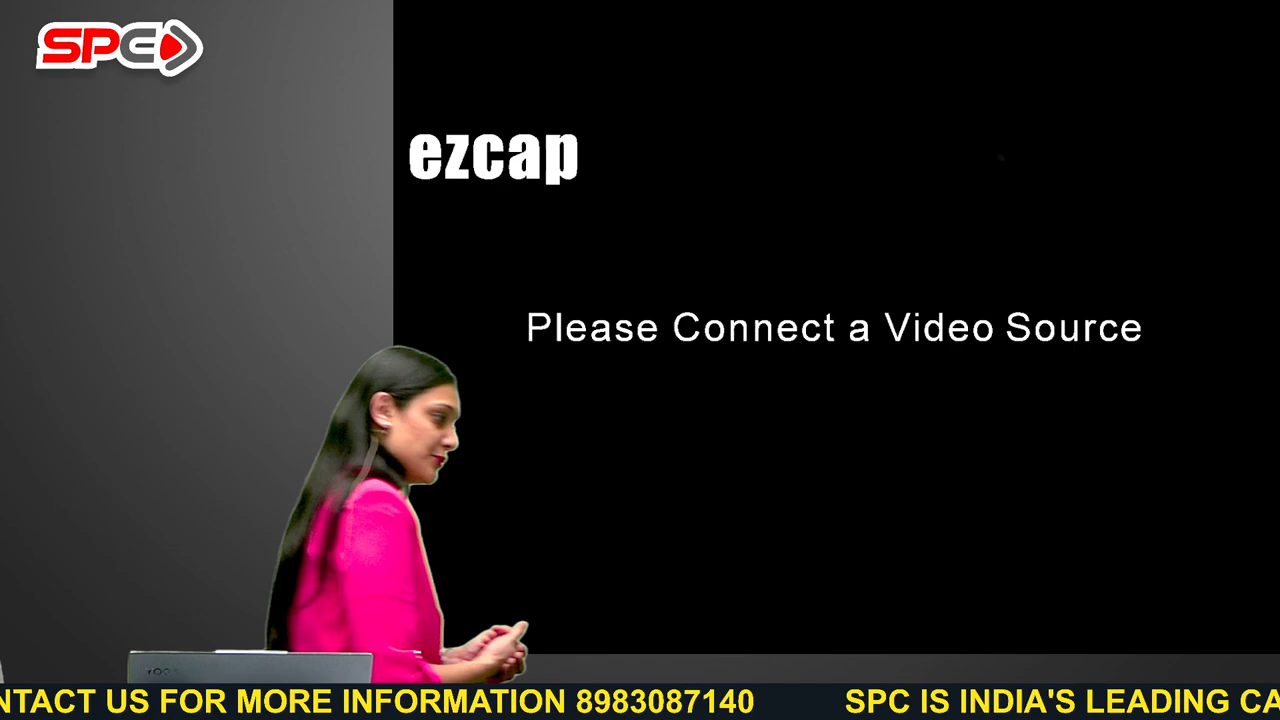 SPC
ezcap
Please Connect a Video Source
NTACT US FOR MORE INFORMATION 8983087140 SPC IS INDIA'S LEADING CA